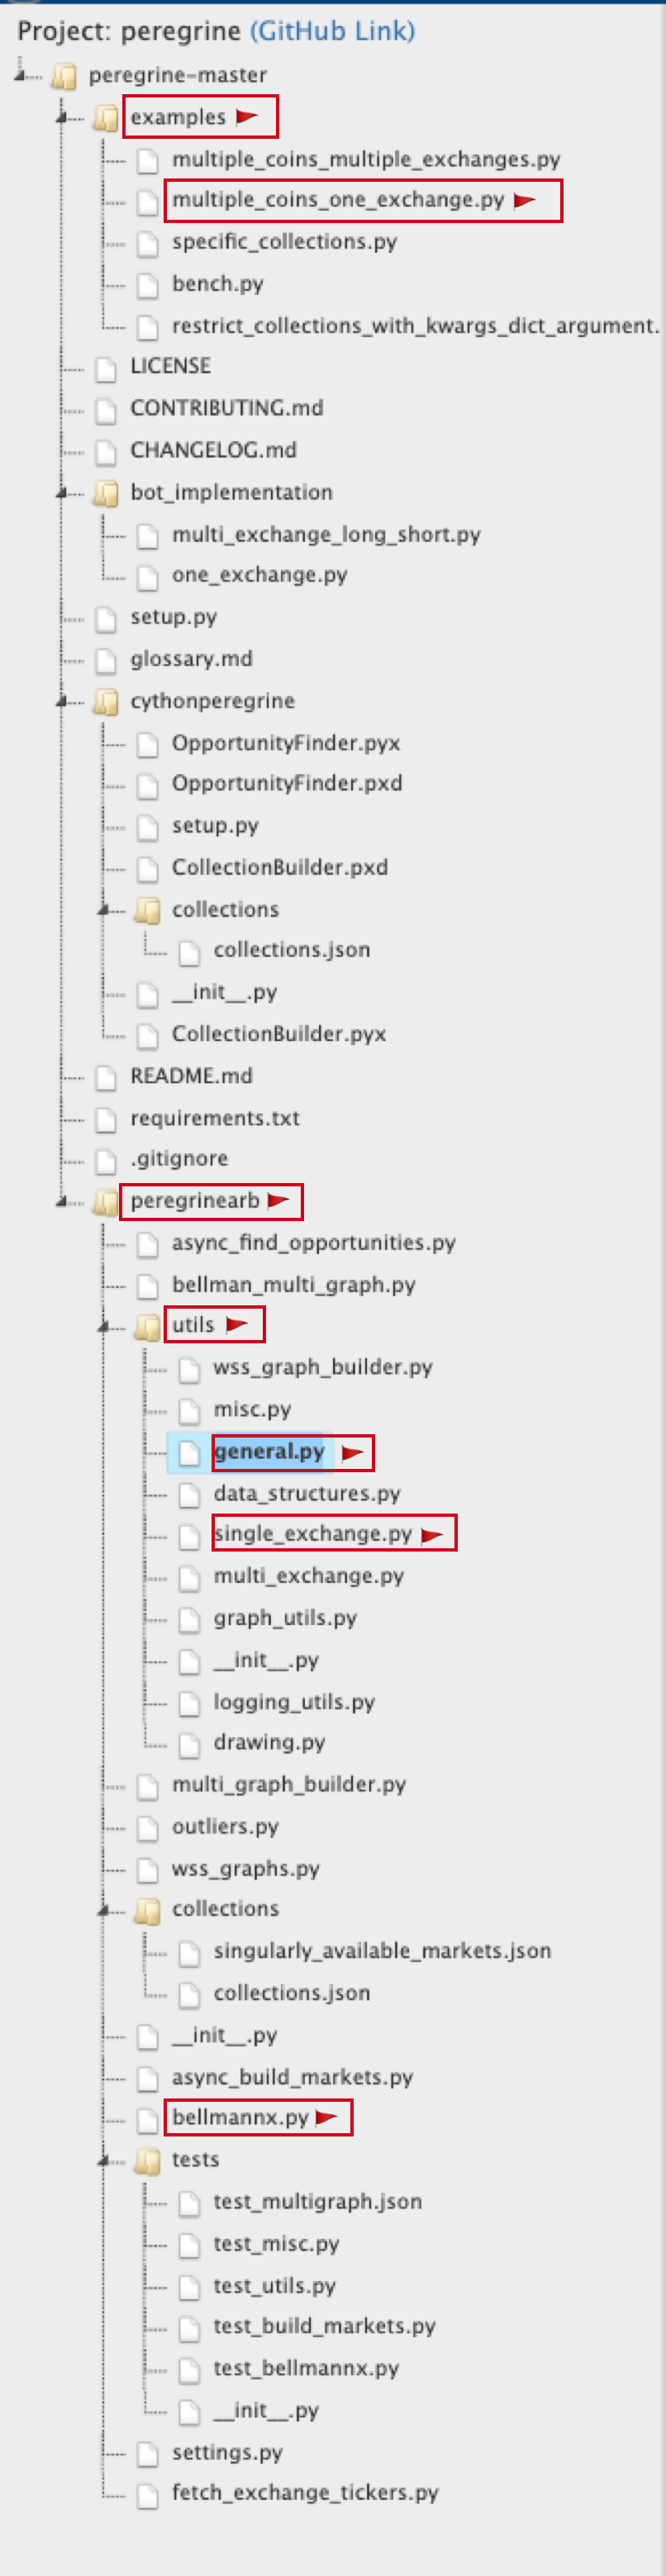 Project: peregrine (GitHub Link)
peregrine-master
examples
multiple_coins_multiple_exchanges.py
multiple_coins_one_exchange.py
specific_collections.py
bench.py
restrict_collections_with_kwargs_dict_argument.
LICENSE
CONTRIBUTING.md
CHANGELOG.md
bot_implementation
multi_exchange_long_short.py
one_exchange.py
setup.py
glossary.md
cythonperegrine
OpportunityFinder.pyx
OpportunityFinder.pxd
setup.py
CollectionBuilder.pxd
collections
collections.json
__init__.py
CollectionBuilder.pyx
README.md
requirements.txt
.gitignore
peregrinearb
async_find_opportunities.py
bellman_multi_graph.py
utils
wss_graph_builder.py
misc.py
general.py
data_structures.py
single_exchange.py
multi_exchange.py
graph_utils.py
__init__.py
logging_utils.py
drawing.py
multi_graph_builder.py
outliers.py
wss_graphs.py
collections
singularly_available_markets.json
collections.json
__init__.py
async_build_markets.py
bellmannx.py
tests
test_multigraph.json
test_misc.py
test_utils.py
test_build_markets.py
test_bellmannx.py
__init__.py
settings.py
fetch_exchange_tickers.py